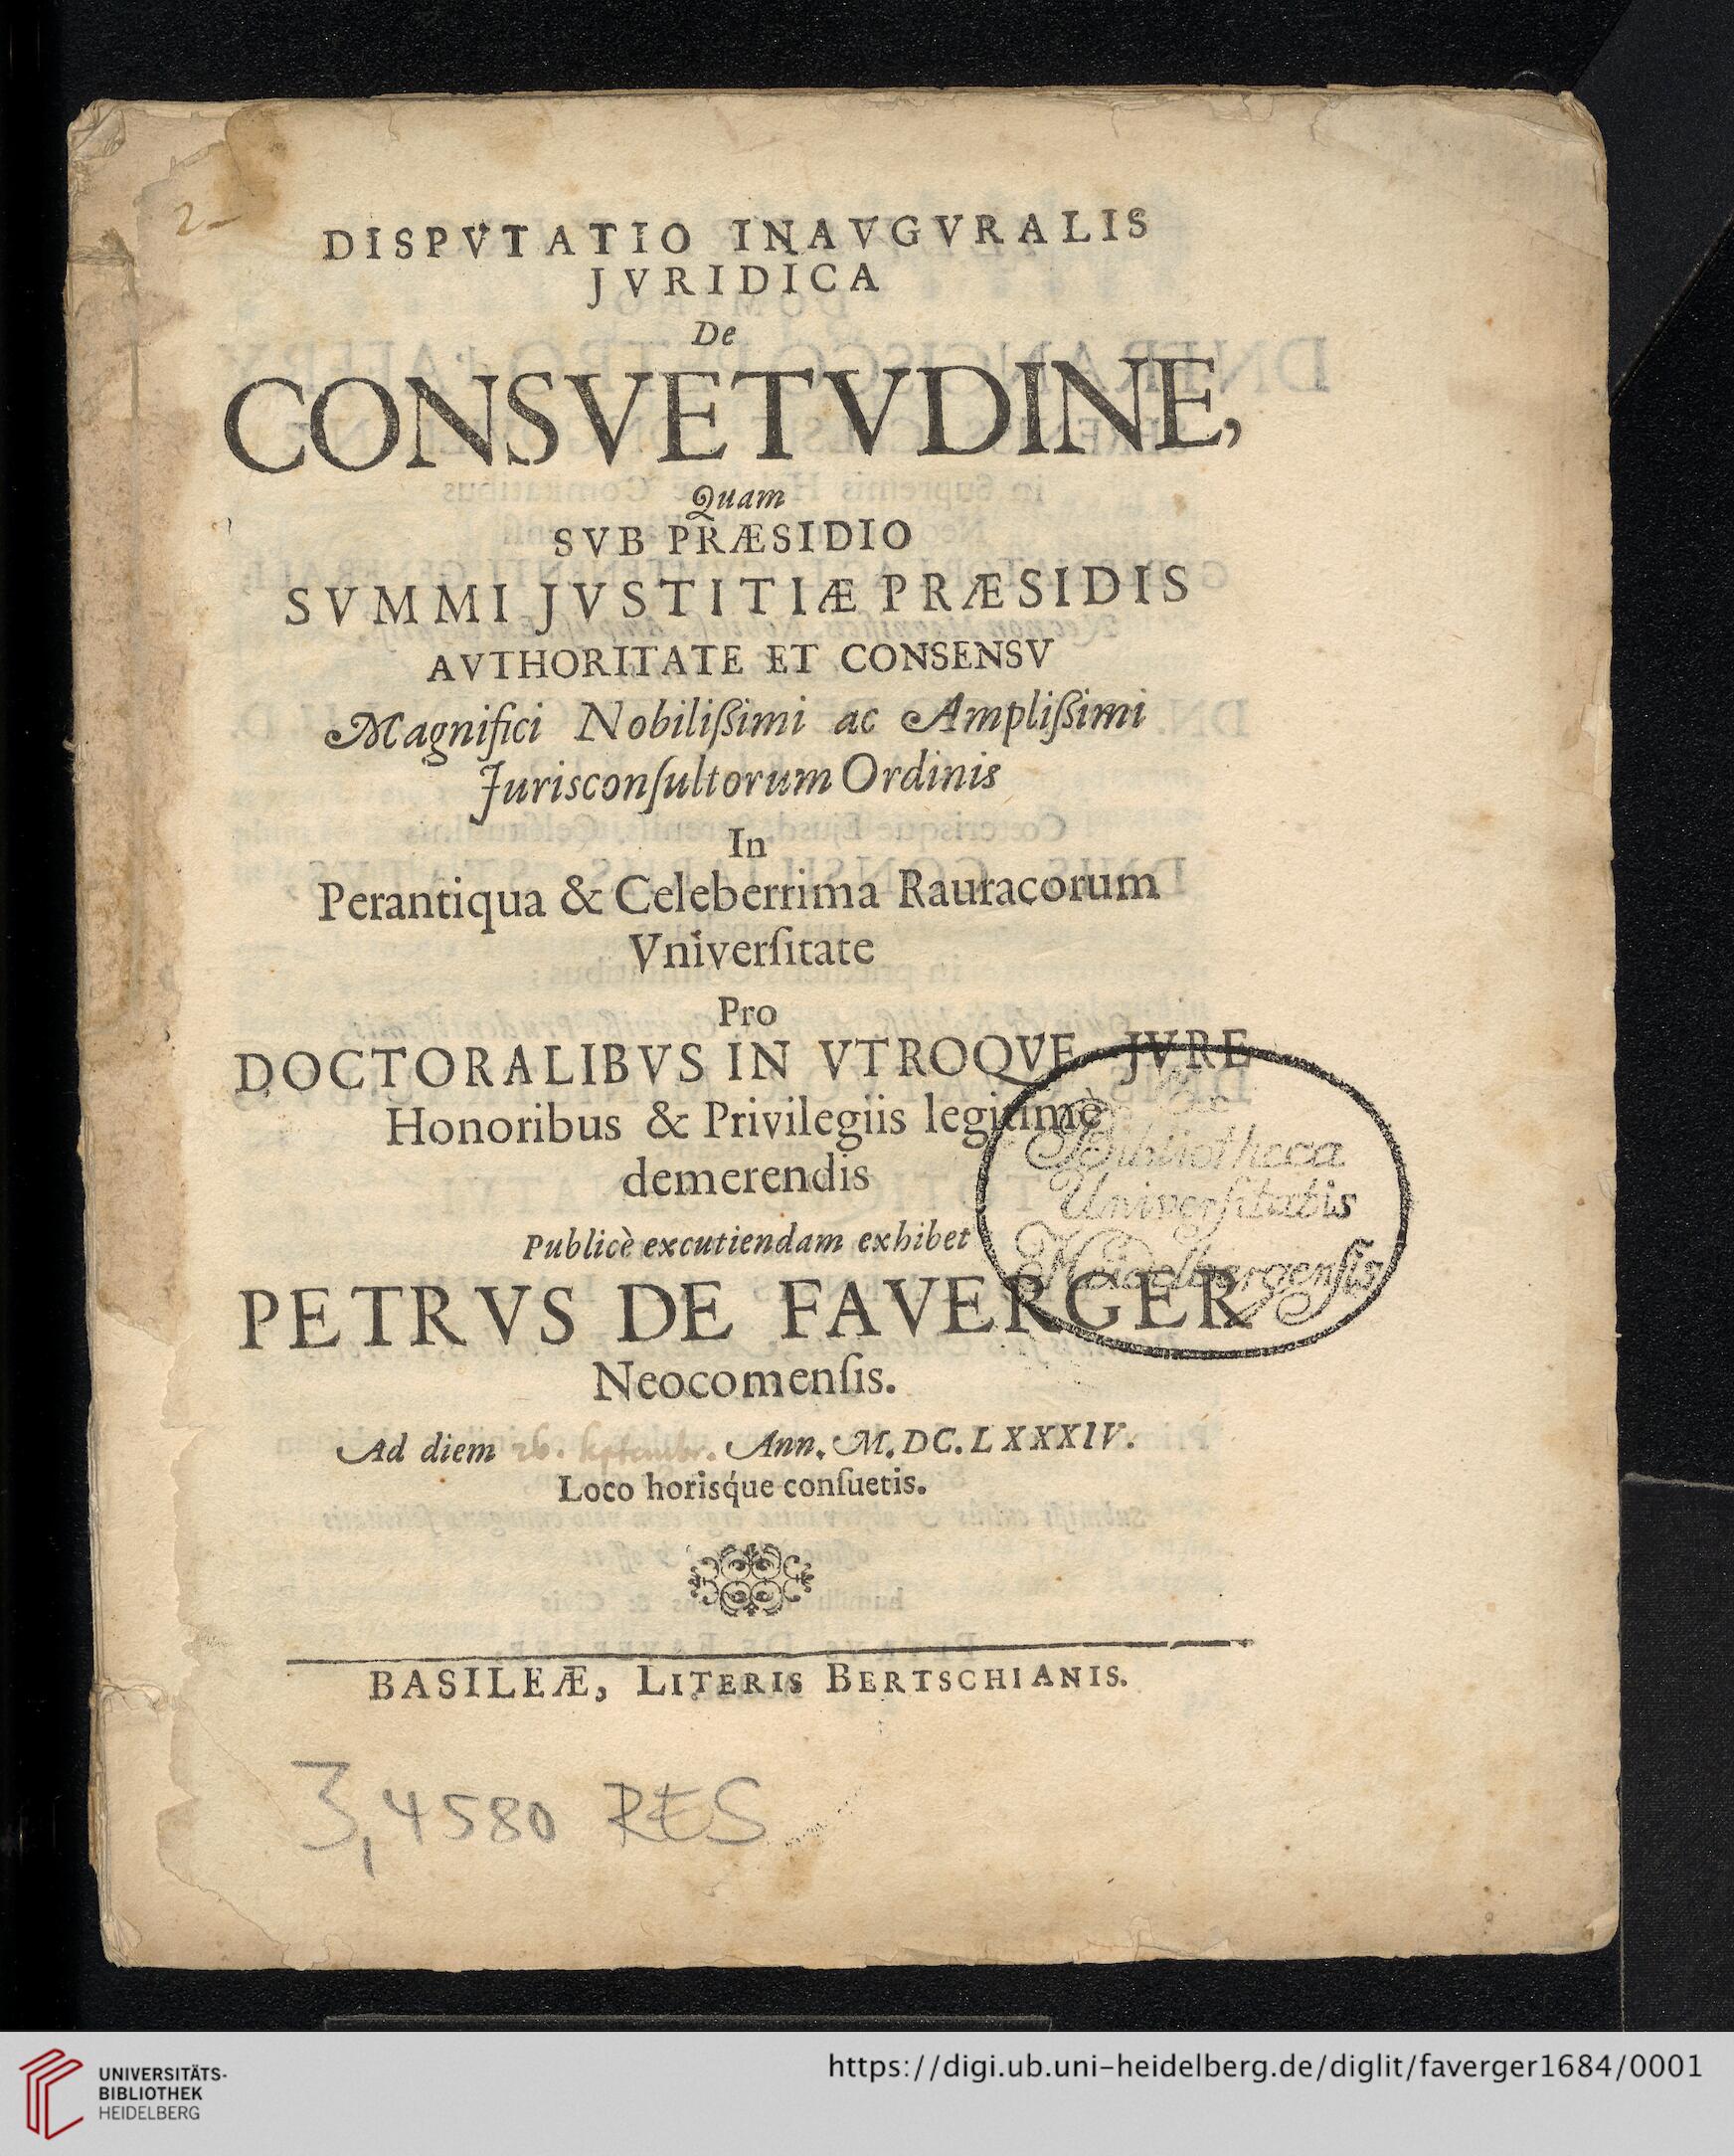 2
DISPVTATIO INAVGVRALIS
JVRIDICA
De
CONSVETVDINE,
Quam
SVB PRÆSIDIO
SVMMI JVSTITIÆ PRÆSIDIS
AVTHORITATE ET CONSENSV
Magnifici Nobiliſsimi ac Ampliſsimi
Jurisconſultorum Ordinis
In
Perantiqua & Celeberrima Rauracorum
Vniverſitate
Pro
DOCTORALIBVS IN VTROQVE JVRE
Honoribus & Privilegiis legitimè
demerendis
Publicè excutiendam exhibet
PETRVS DE FAVERGER
Neocomenſis.
Bibliotheca
Univerſitatis
Heidelbergenſis
Ad diem 26. septembr. Ann. M. DC. LXXXIV.
Loco horisq́ue conſuetis.
BASILEÆ, LITERIS BERTSCHIANIS.
3,4580 RES
UNIVERSITÄTS-
BIBLIOTHEK
HEIDELBERG
https://digi.ub.uni-heidelberg.de/diglit/faverger1684/0001